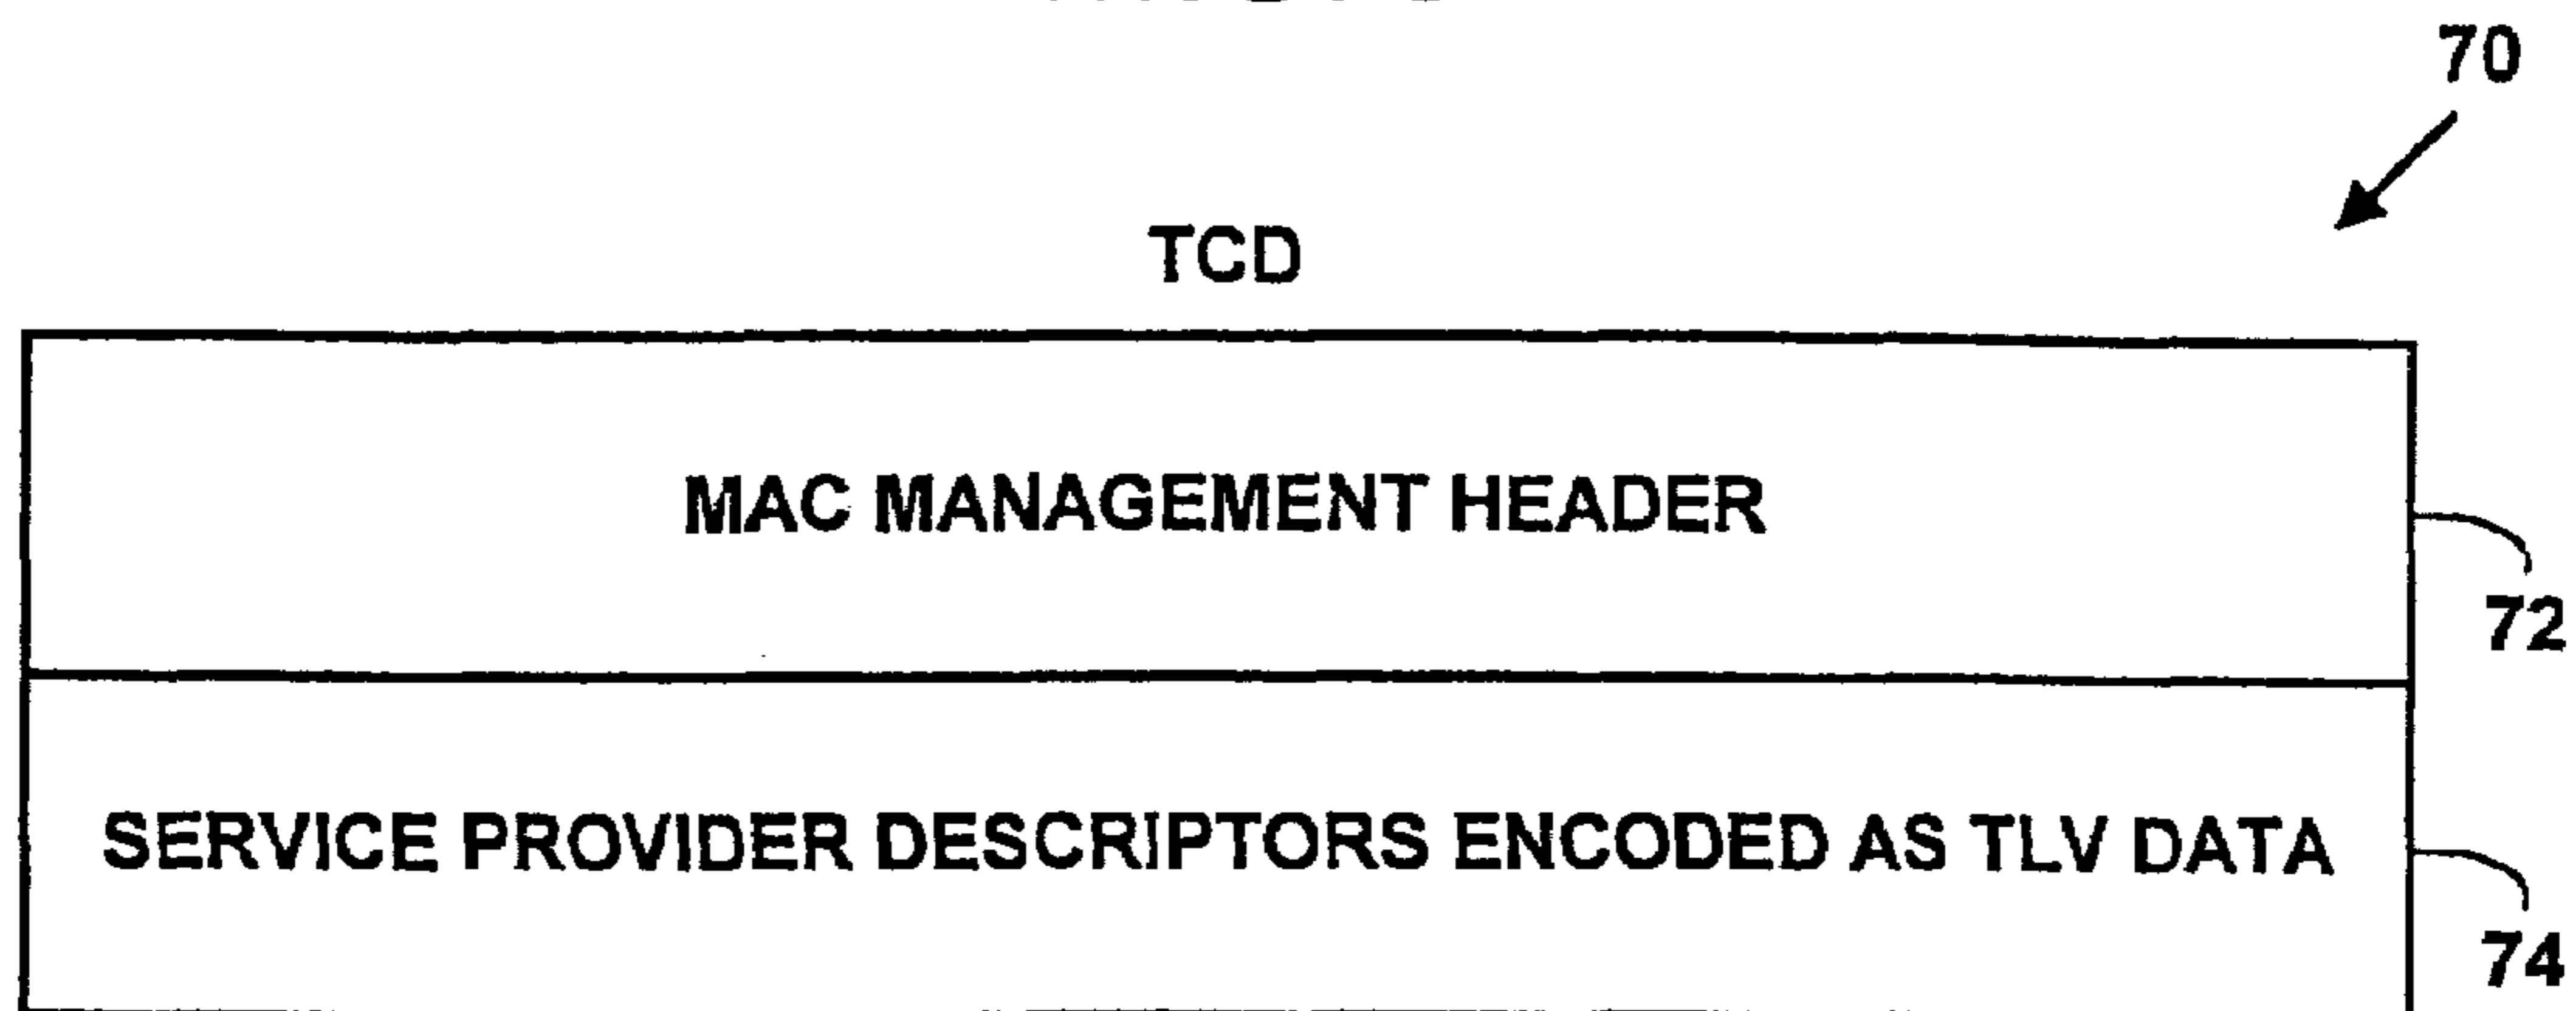 70
TCD
MAC MANAGEMENT HEADER
72
SERVICE PROVIDER DESCRIPTORS ENCODED AS TLV DATA
74